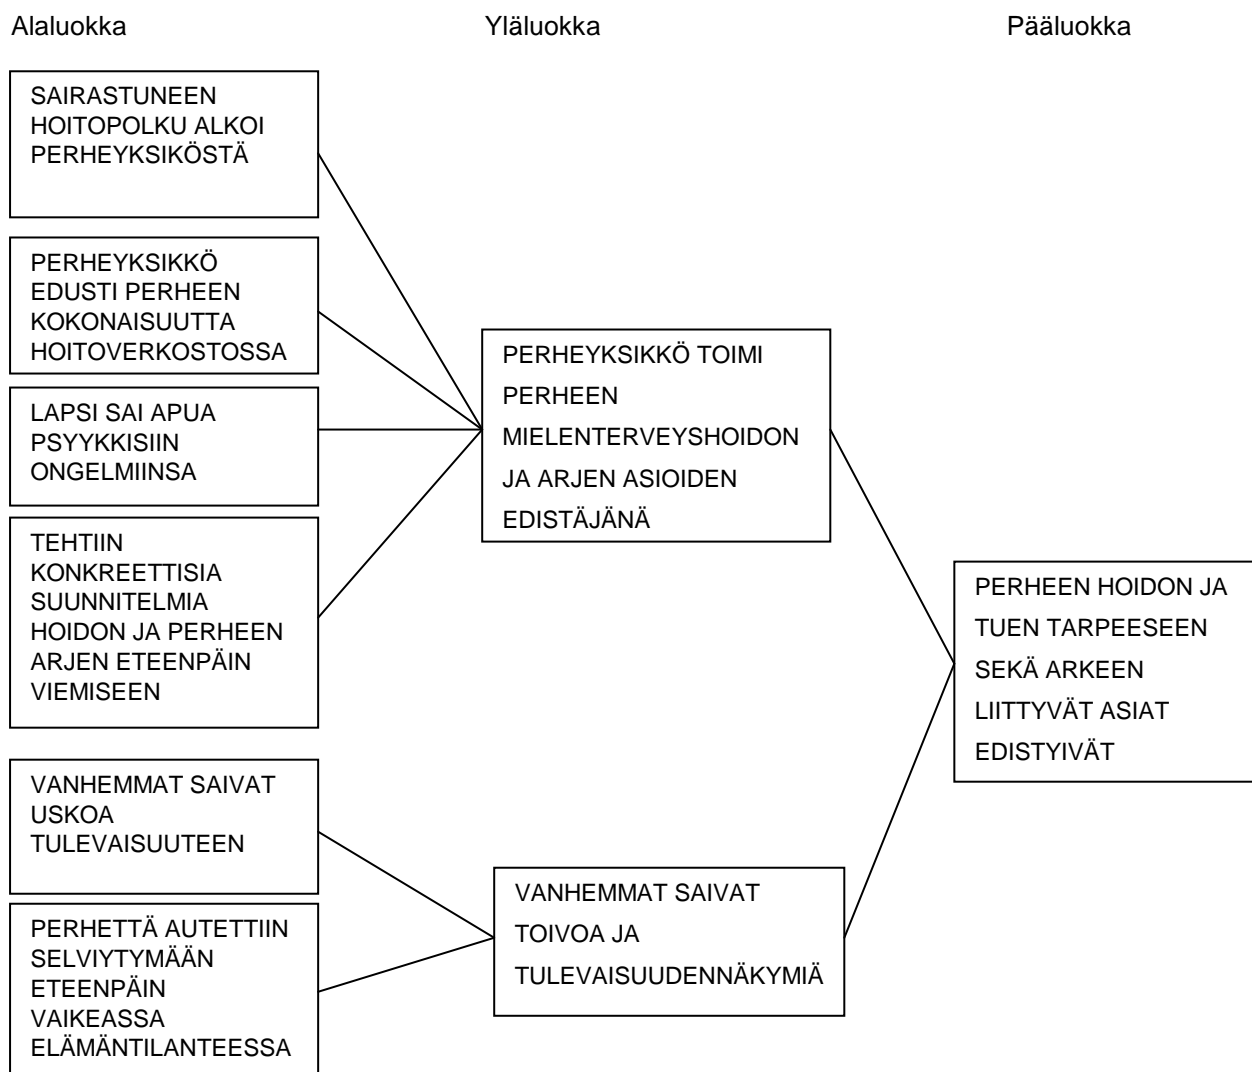 Alaluokka
Yläluokka
Pääluokka
SAIRASTUNEEN
HOITOPOLKU ALKOI
PERHEYKSIKÖSTÄ
PERHEYKSIKKÖ
EDUSTI PERHEEN
KOKONAISUUTTA
HOITOVERKOSTOSSA
LAPSI SAI APUA
PSYYKKISIIN
ONGELMIINSA
TEHTIIN
KONKREETTISIA
SUUNNITELMIA
HOIDON JA PERHEEN
ARJEN ETEENPÄIN
VIEMISEEN
VANHEMMAT SAIVAT
USKOA
TULEVAISUUTEEN
PERHETTÄ AUTETTIIN
SELVIYTYMÄÄN
ETEENPÄIN
VAIKEASSA
ELÄMÄNTILANTEESSA
PERHEYKSIKKÖ TOIMI
PERHEEN
MIELENTERVEYSHOIDON
JA ARJEN ASIOIDEN
EDISTÄJÄNÄ
VANHEMMAT SAIVAT
TOIVOA JA
TULEVAISUUDENNÄKYMIÄ
PERHEEN HOIDON JA
TUEN TARPEESEEN
SEKÄ ARKEEN
LIITTYVÄT ASIAT
EDISTYIVÄT